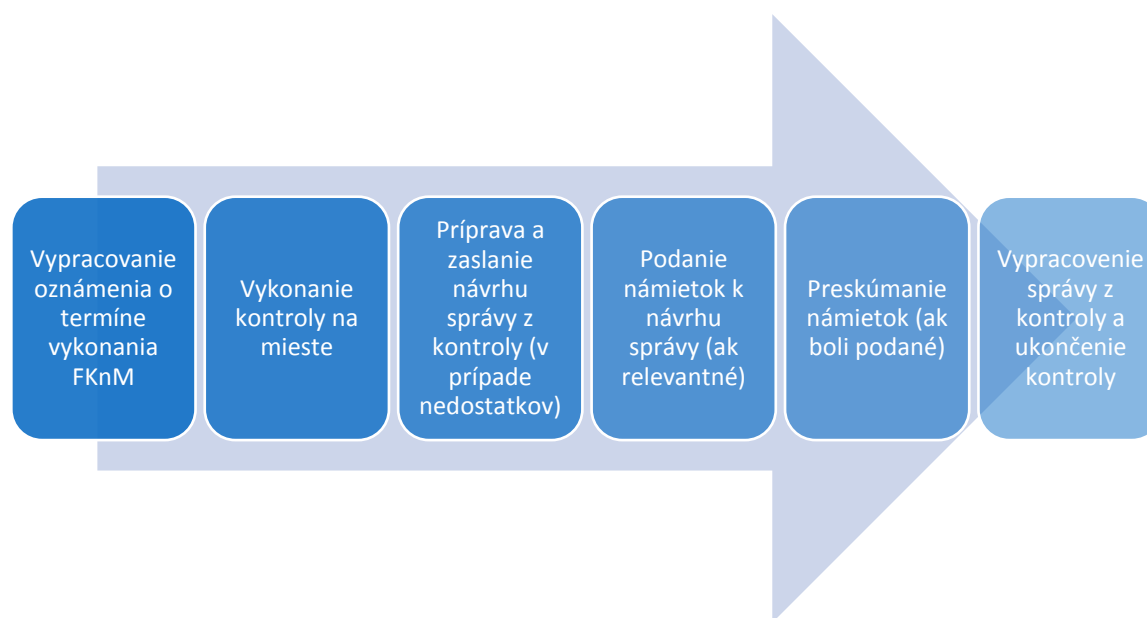 Vypracovanie
oznámenia o
termíne
vykonania
FKnM
Vykonanie
kontroly na
mieste
Príprava a
zaslanie
návrhu
správy z
kontroly (v
prípade
nedostatkov)
Podanie
námietok k
návrhu
správy (ak
relevantné)
Preskúmanie
námietok (ak
boli podané)
Vypracovenie
správy z
kontroly a
ukončenie
kontroly